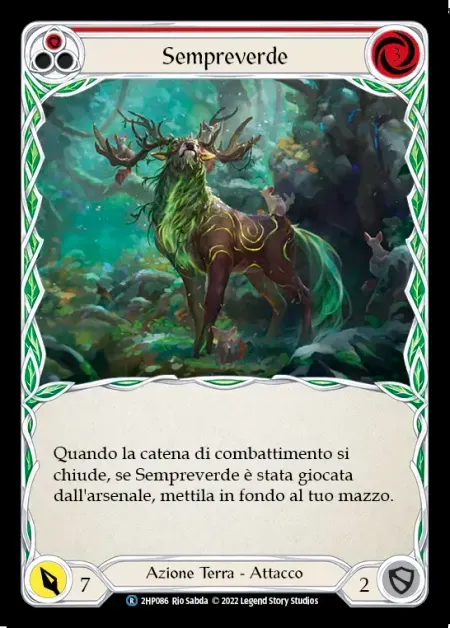 Sempreverde
3
Quando la catena di combattimento si
chiude, se Sempreverde è stata giocata
dall'arsenale, mettila in fondo al tuo mazzo.
7
Azione Terra - Attacco
2
R 2HP086 Rio Sabda © 2022 Legend Story Studios